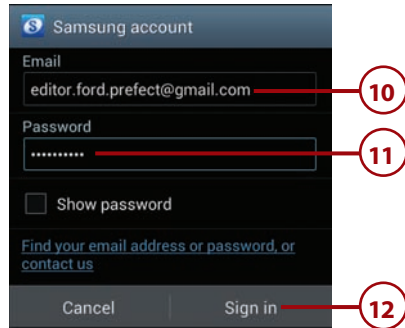 Samsung account
Email
editor.ford.prefect@gmail.com
10
Password
••••••••••
11
Show password
Find your email address or password, or
contact us
Cancel Sign in
12